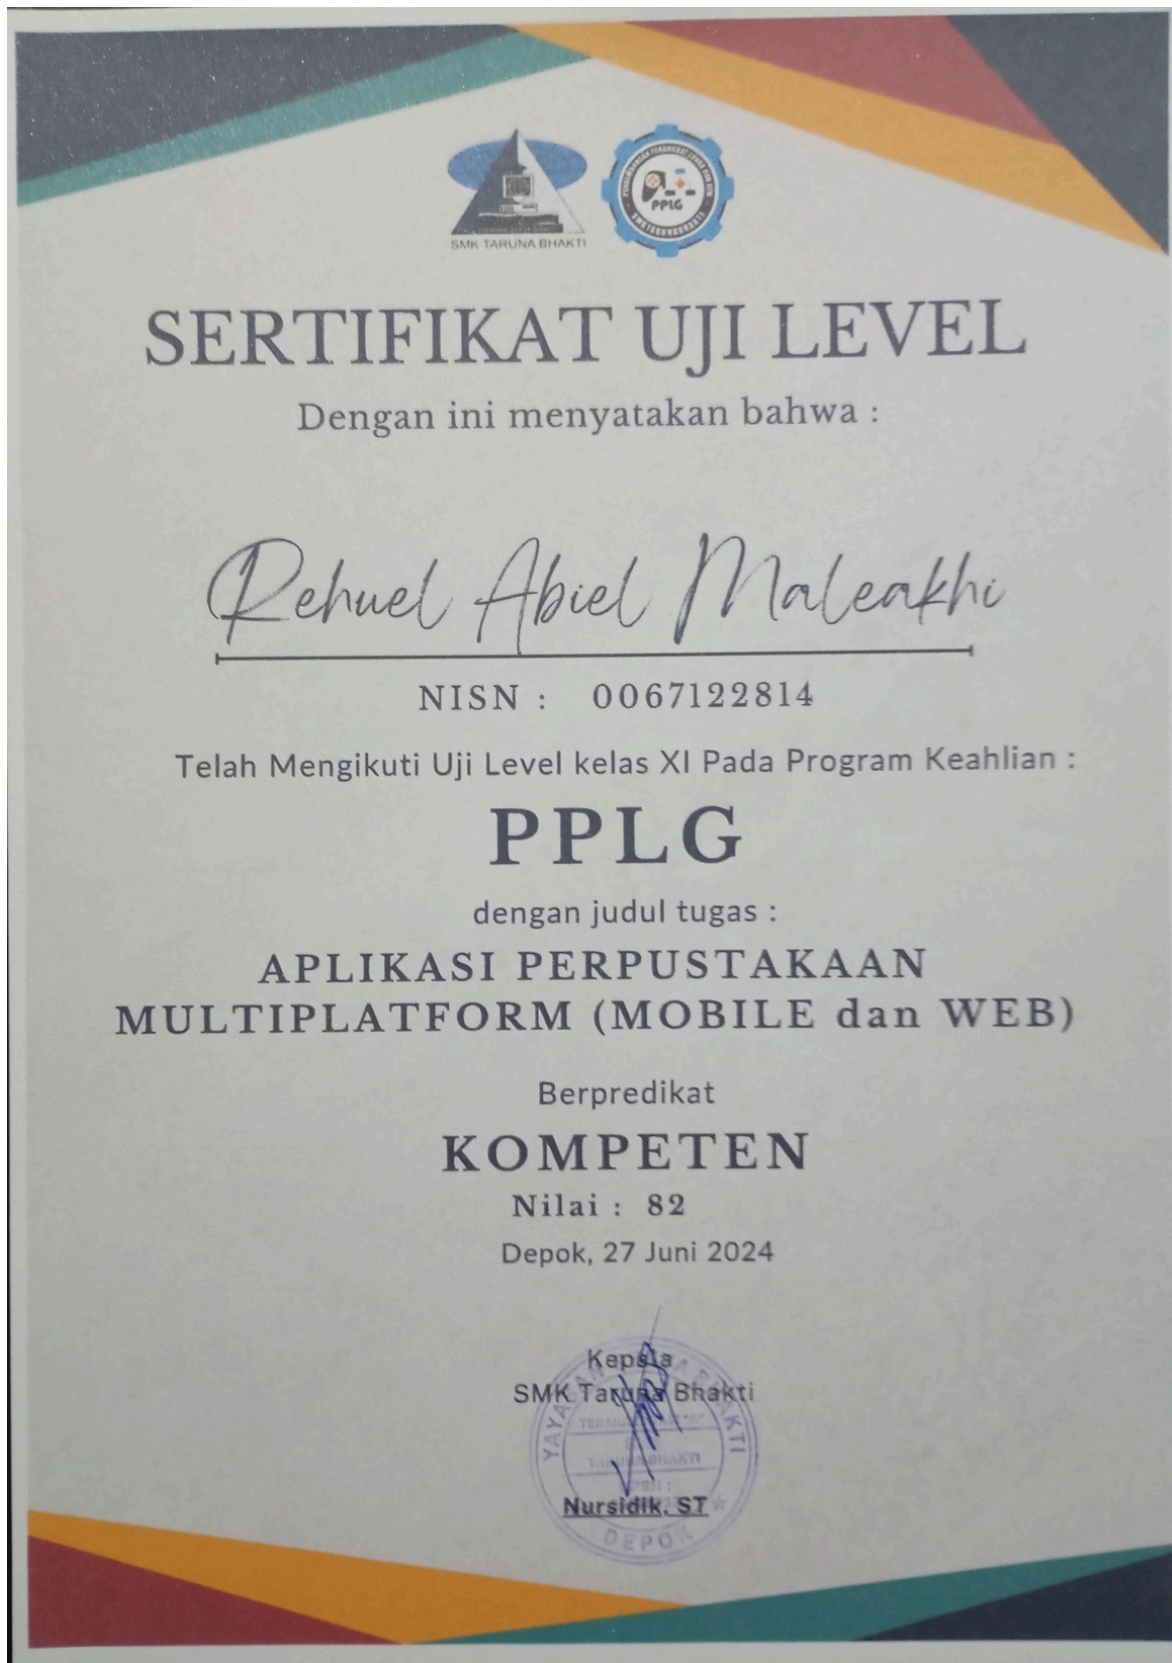 SMK TARUNA BHAKTI
PPLG
SERTIFIKAT UJI LEVEL
Dengan ini menyatakan bahwa :
Rehuel Abiel Maleakhi
NISN : 0067122814
Telah Mengikuti Uji Level kelas XI Pada Program Keahlian :
PPLG
dengan judul tugas :
APLIKASI PERPUSTAKAAN
MULTIPLATFORM (MOBILE dan WEB)
Berpredikat
KOMPETEN
Nilai : 82
Depok, 27 Juni 2024
Kepala
SMK Taruna Bhakti
Nursidik, ST
DEPOK